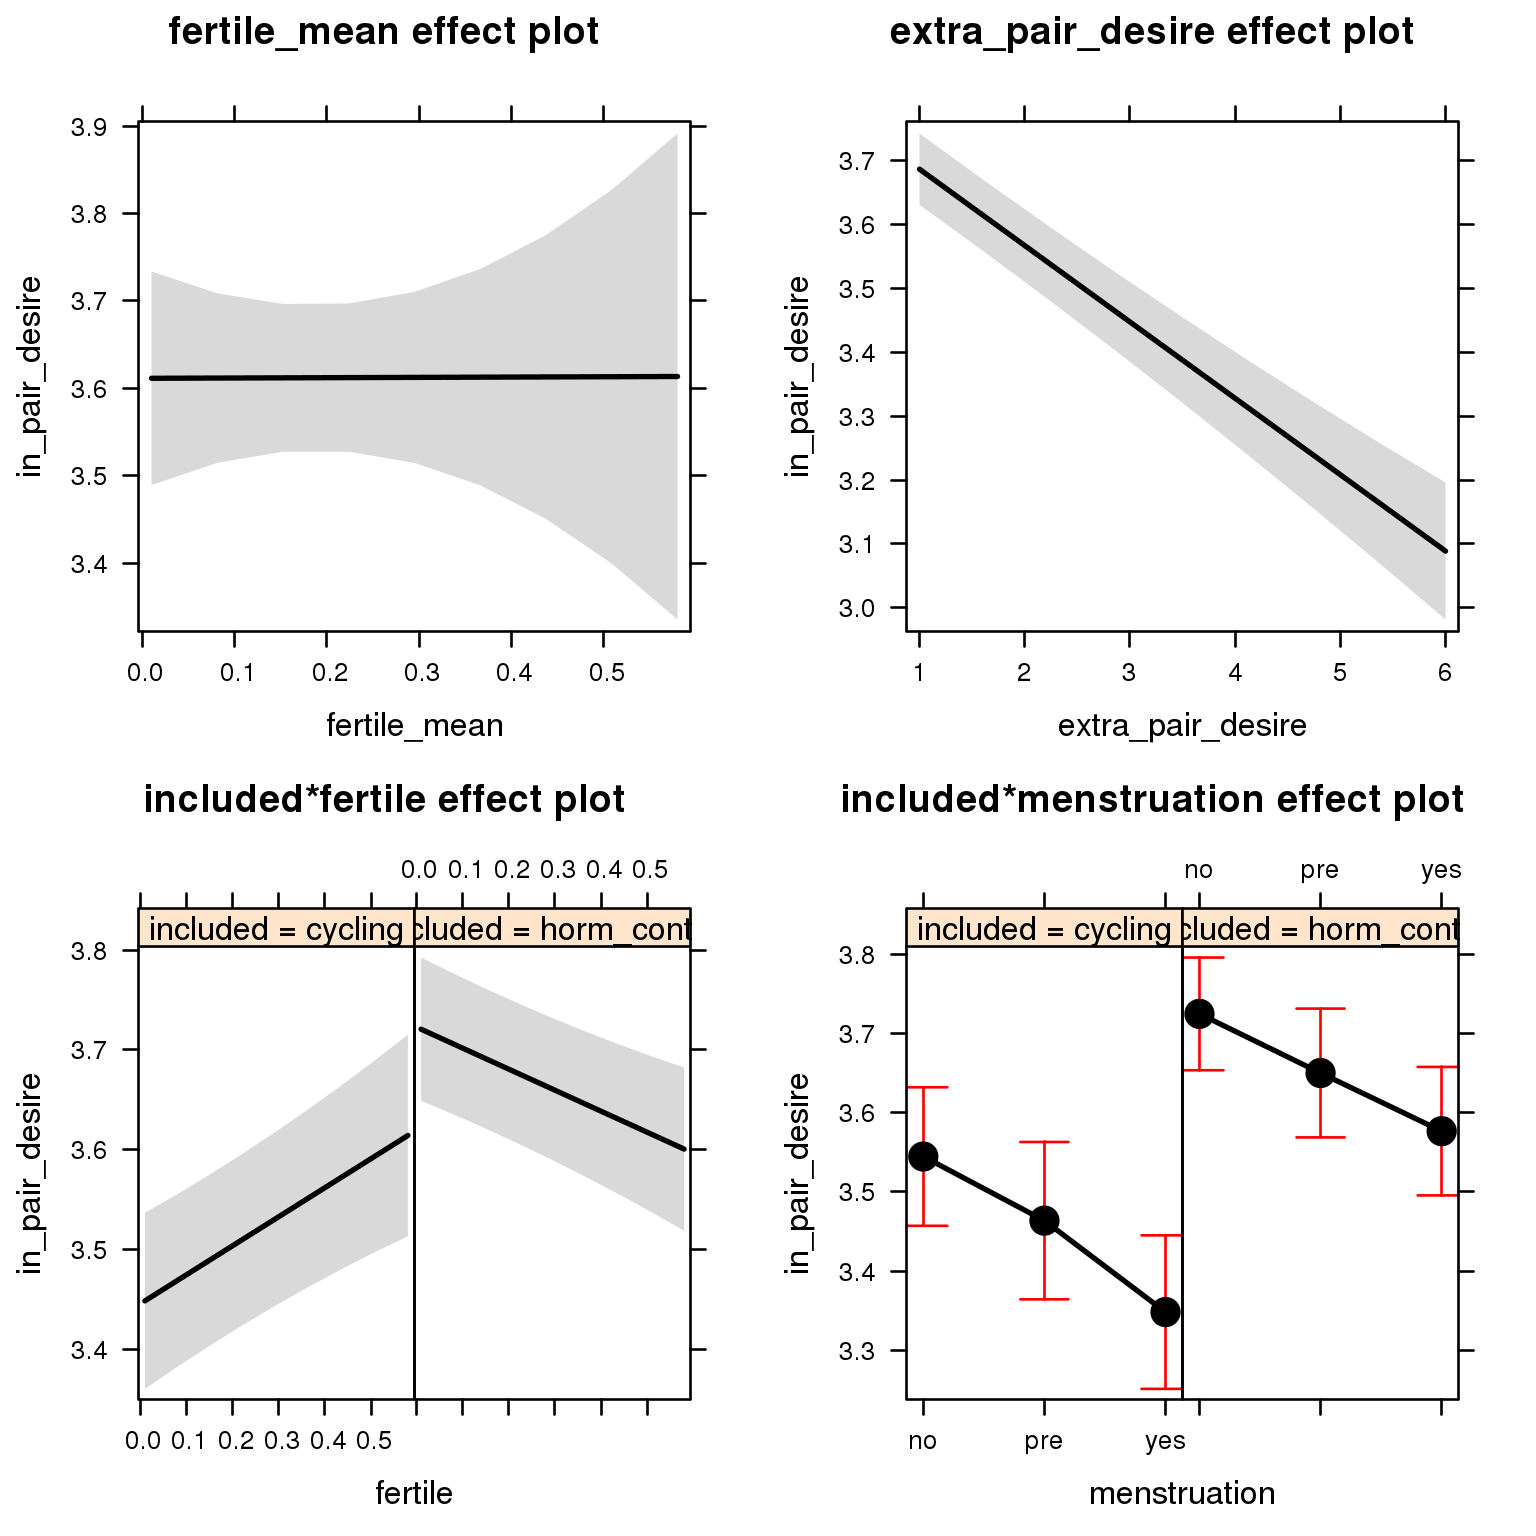 fertile_mean effect plot
3.9
3.8
3.7
3.6
3.5
3.4
in_pair_desire
0.0 0.1 0.2 0.3 0.4 0.5
fertile_mean
extra_pair_desire effect plot
3.7
3.6
3.5
3.4
3.3
3.2
3.1
3.0
in_pair_desire
1 2 3 4 5 6
extra_pair_desire
included*fertile effect plot
0.0 0.1 0.2 0.3 0.4 0.5
included = cycling
cluded = horm_cont
3.8
3.7
3.6
3.5
3.4
in_pair_desire
0.0 0.1 0.2 0.3 0.4 0.5
fertile
included*menstruation effect plot
no pre yes
included = cycling
cluded = horm_cont
3.8
3.7
3.6
3.5
3.4
3.3
in_pair_desire
no pre yes
menstruation